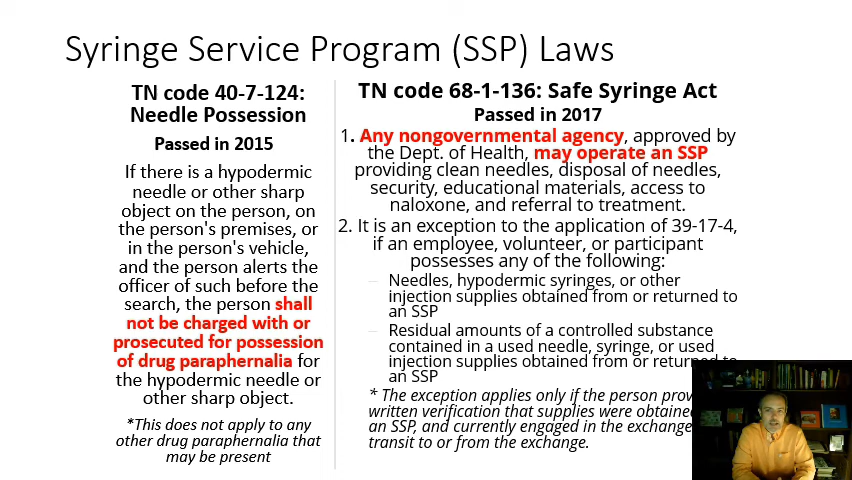 Syringe Service Program (SSP) Laws
TN code 40-7-124:
Needle Possession
Passed in 2015
If there is a hypodermic
needle or other sharp
object on the person, on
the person's premises, or
in the person's vehicle,
and the person alerts the
officer of such before the
search, the person shall
not be charged with or
prosecuted for possession
of drug paraphernalia for
the hypodermic needle or
other sharp object.
*This does not apply to any
other drug paraphernalia that
may be present
TN code 68-1-136: Safe Syringe Act
Passed in 2017
1. Any nongovernmental agency, approved by
the Dept. of Health, may operate an SSP
providing clean needles, disposal of needles,
security, educational materials, access to
naloxone, and referral to treatment.
2. It is an exception to the application of 39-17-4,
if an employee, volunteer, or participant
possesses any of the following:
– Needles, hypodermic syringes, or other
injection supplies obtained from or returned to
an SSP
– Residual amounts of a controlled substance
contained in a used needle, syringe, or used
injection supplies obtained from or returned to
an SSP
* The exception applies only if the person
written verification that supplies were
an SSP, and currently engaged in the exchange
transit to or from the exchange.